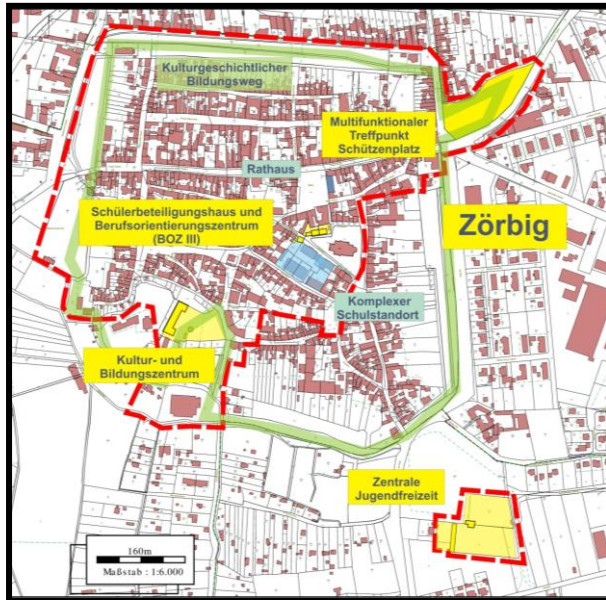 Kulturgeschichtlicher
Bildungsweg
Multifunktionaler
Treffpunkt
Schützenplatz
Rathaus
Zörbig
Schülerbeteiligungshaus und
Berufsorientierungszentrum
(BOZ III)
Komplexer
Schulstandort
Kultur- und
Bildungszentrum
Zentrale
Jugendfreizeit
160m
Maßstab : 1:6.000